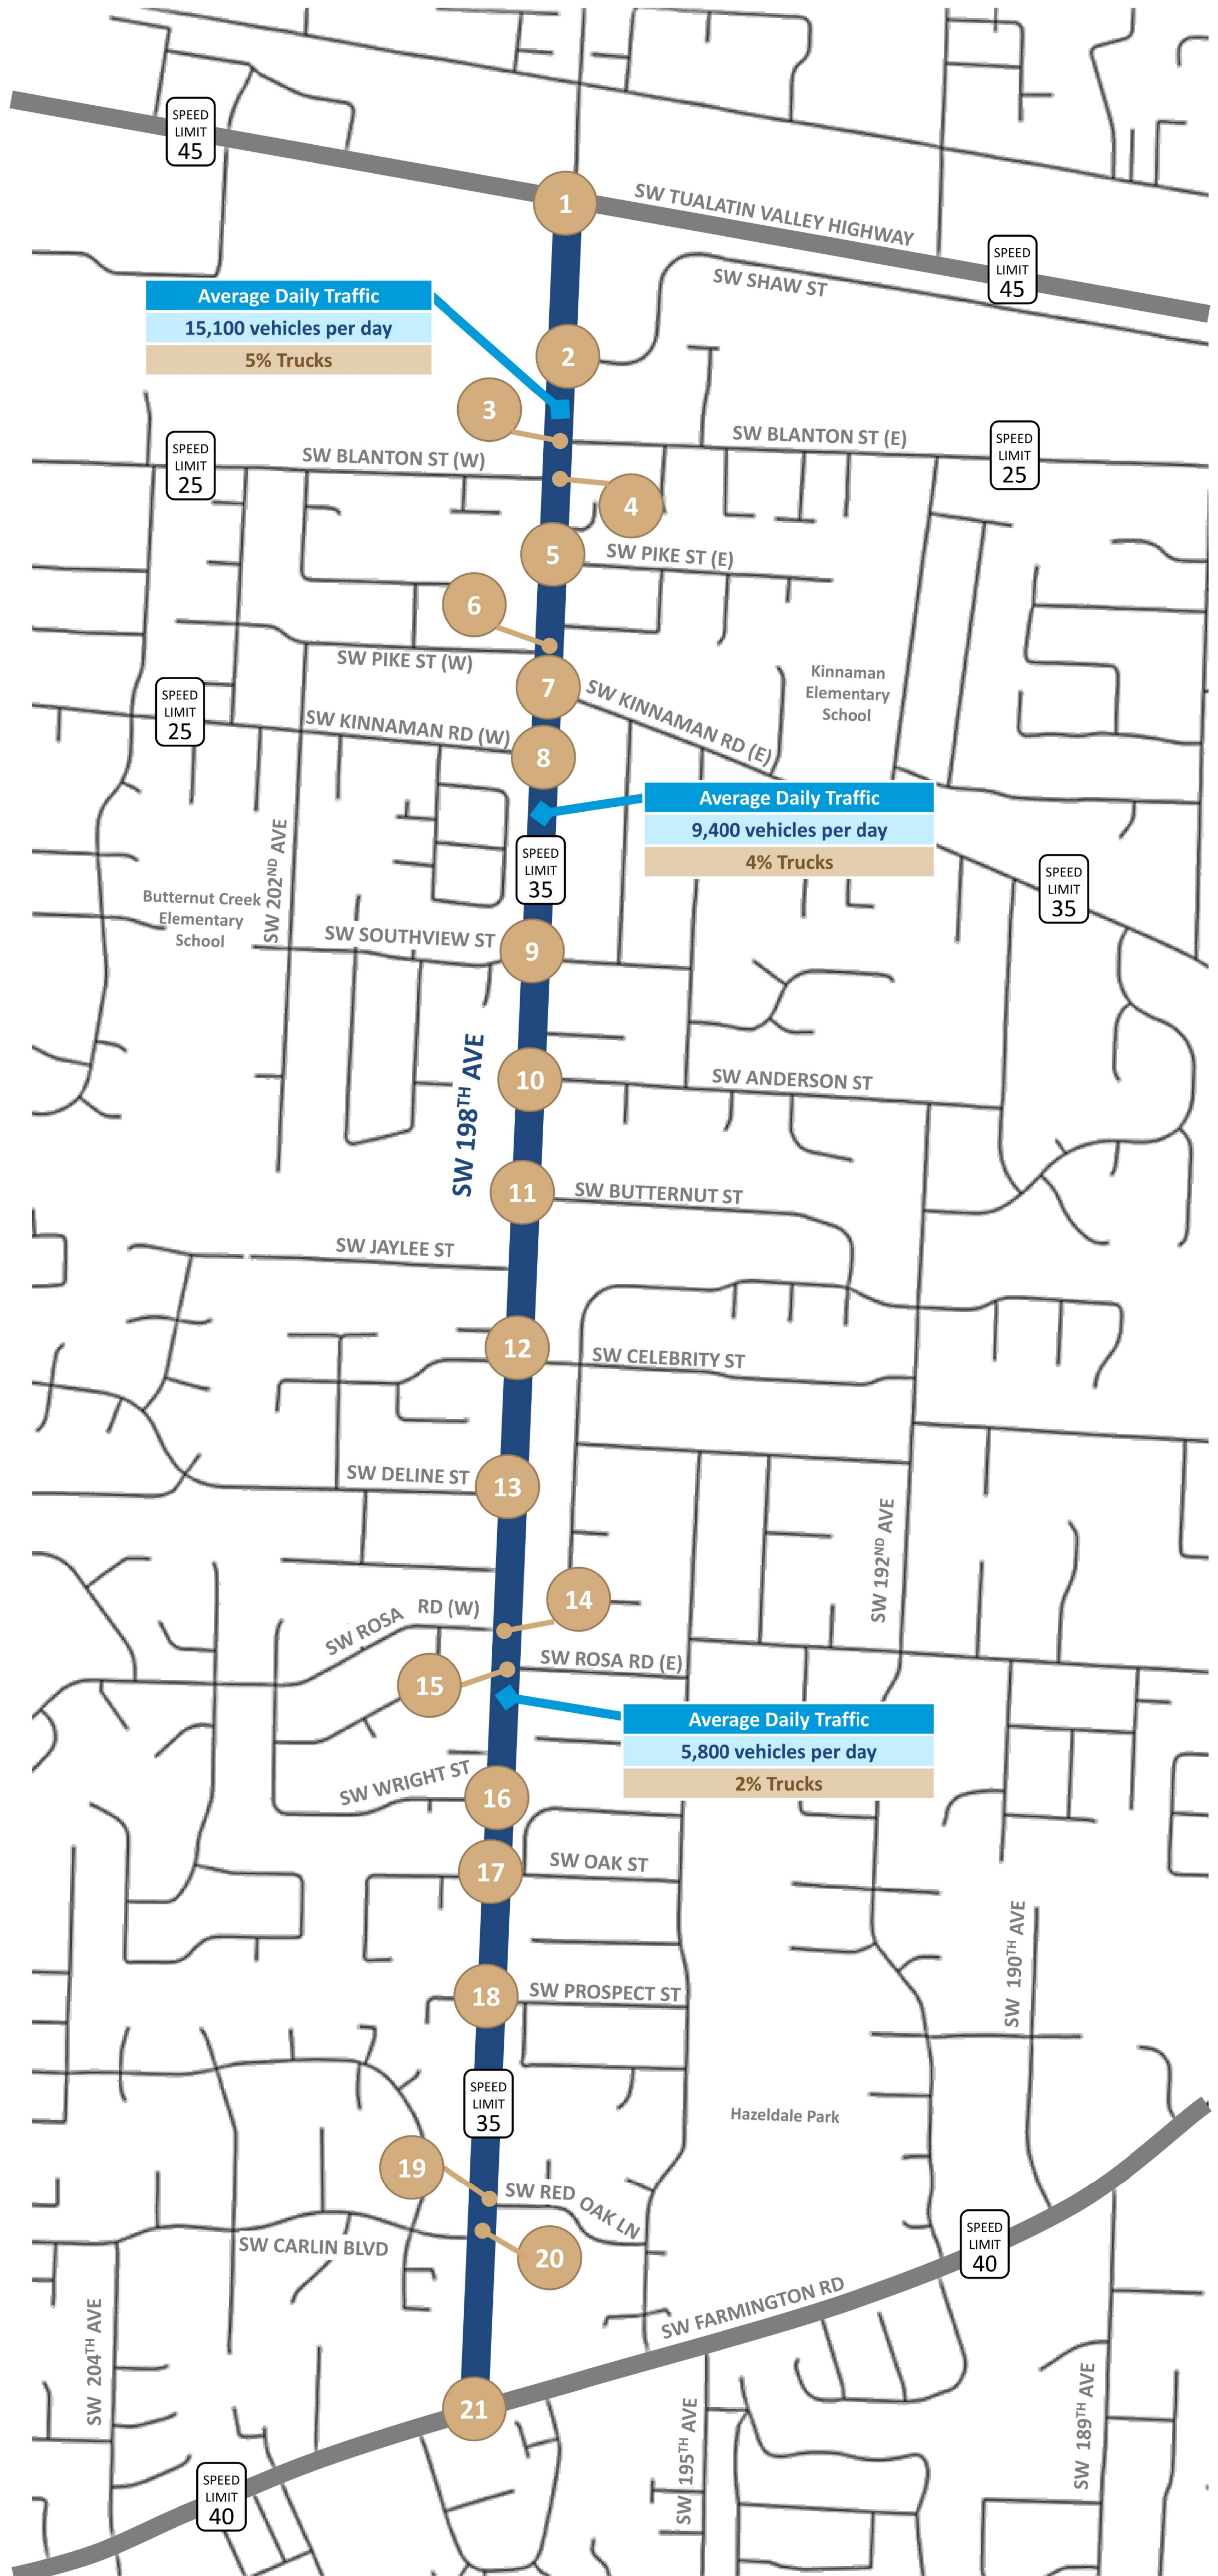 SPEED
LIMIT
45
1
SW TUALATIN VALLEY HIGHWAY
SPEED
LIMIT
45
SW SHAW ST
Average Daily Traffic
15,100 vehicles per day
5% Trucks
2
3
SW BLANTON ST (E)
SPEED
LIMIT
25
SW BLANTON ST (W)
SPEED
LIMIT
25
4
5
SW PIKE ST (E)
6
SW PIKE ST (W)
Kinnaman
Elementary
School
7
SW KINNAMAN RD (E)
SPEED
LIMIT
25
SW KINNAMAN RD (W)
8
Average Daily Traffic
9,400 vehicles per day
4% Trucks
SPEED
LIMIT
35
SPEED
LIMIT
35
SW 202ND AVE
Butternut Creek
Elementary
School
SW SOUTHVIEW ST
9
SW 198TH AVE
10
SW ANDERSON ST
11
SW BUTTERNUT ST
SW JAYLEE ST
12
SW CELEBRITY ST
SW DELINE ST
13
SW 192ND AVE
14
SW ROSA RD (W)
SW ROSA RD (E)
15
Average Daily Traffic
5,800 vehicles per day
2% Trucks
SW WRIGHT ST
16
17
SW OAK ST
SW 190TH AVE
18
SW PROSPECT ST
SPEED
LIMIT
35
Hazeldale Park
19
SW RED OAK LN
SW CARLIN BLVD
20
SPEED
LIMIT
40
SW FARMINGTON RD
SW 204TH AVE
21
SW 195TH AVE
SW 189TH AVE
SPEED
LIMIT
40